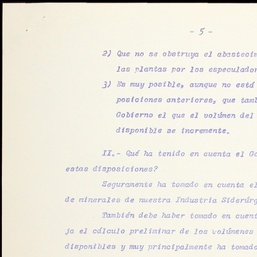 - 5 -
2) Que no se obstruya el abastecim
las plantas por los especulador
3) Es muy posible, aunque no está
posiciones anteriores, que tamb
Gobierno el que el volúmen del
disponible se incremente.
II.- Qué ha tenido en cuenta el Go
estas disposiciones?
Seguramente ha tomado en cuenta el
de minerales de nuestra Industria Siderúrg
También debe haber tomado en cuent
ja el cálculo preliminar de los volúmenes
disponibles y muy principalmente ha tomado